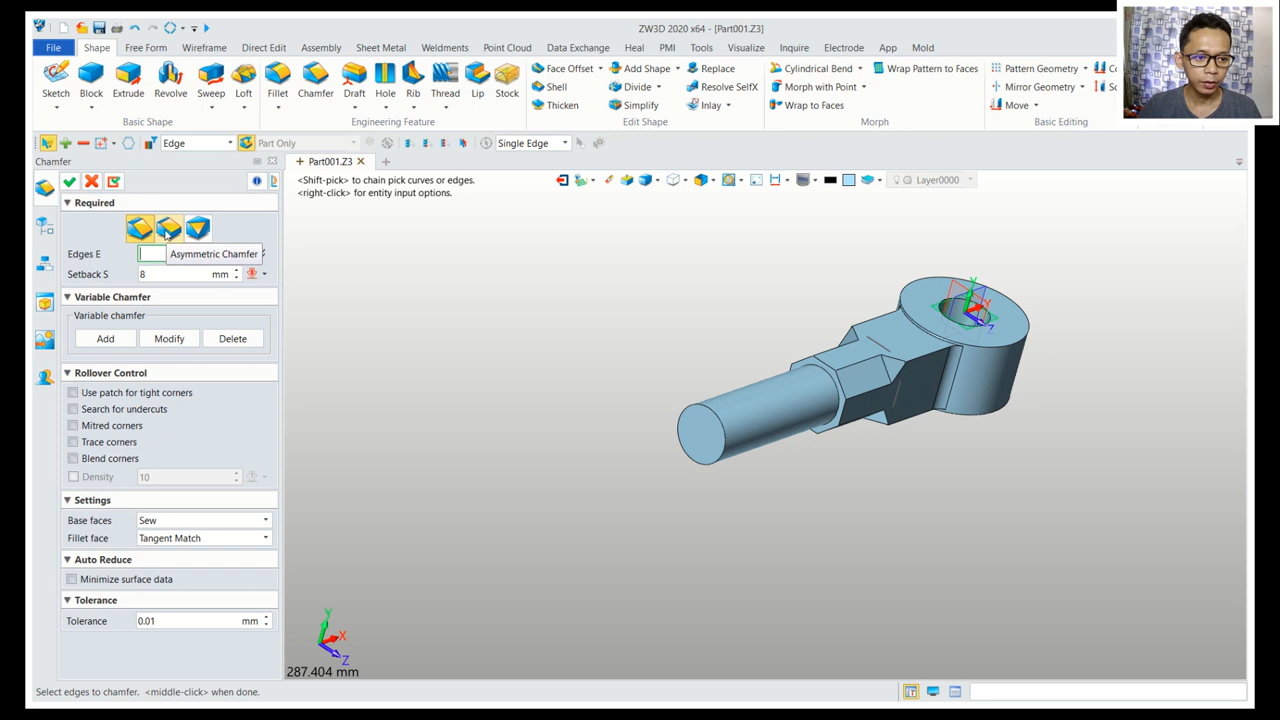 ZW3D 2020 x64 - [Part001.Z3]
File Shape Free Form Wireframe Direct Edit Assembly Sheet Metal Weldments Point Cloud Data Exchange Heal PMI Tools Visualize Inquire Electrode App Mold
Sketch Block Extrude Revolve Sweep Loft Fillet Chamfer Draft Hole Rib Thread Lip Stock
Face Offset Add Shape Replace Cylindrical Bend Wrap Pattern to Faces Pattern Geometry
Shell Divide Resolve SelfX Morph with Point Mirror Geometry
Thicken Simplify Inlay Wrap to Faces Move
Basic Shape Engineering Feature Edit Shape Morph Basic Editing
Edge Part Only Single Edge
Chamfer Part001.Z3
<Shift-pick> to chain pick curves or edges.
<right-click> for entity input options.
Layer0000
Required
Edges E
Asymmetric Chamfer
Setback S 8 mm
Variable Chamfer
Variable chamfer
Add Modify Delete
Rollover Control
Use patch for tight corners
Search for undercuts
Mitred corners
Trace corners
Blend corners
Density 10
Settings
Base faces Sew
Fillet face Tangent Match
Auto Reduce
Minimize surface data
Tolerance
Tolerance 0.01 mm
Y
X
Z
Y
Y
X
Z
287.404 mm
Select edges to chamfer. <middle-click> when done.